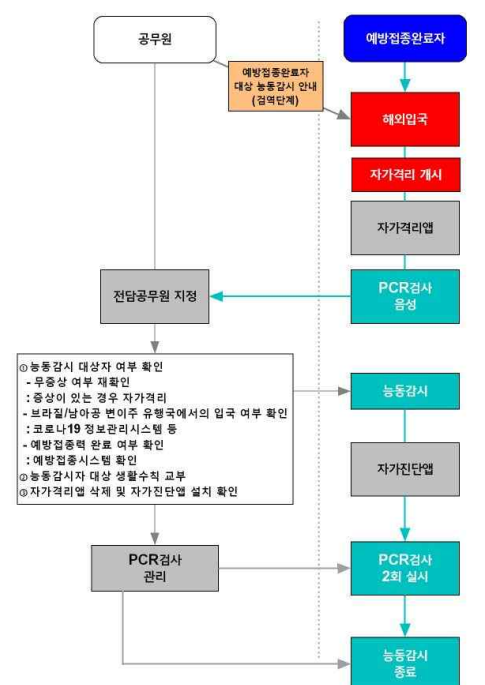 공무원
예방접종완료자
예방접종완료자
대상 능동감시 안내
(검역단계)
해외입국
자가격리 개시
자가격리앱
전담공무원 지정
PCR검사
음성
① 능동감시 대상자 여부 확인
- 무증상 여부 재확인
: 증상이 있는 경우 자가격리
- 브라질/남아공 변이주 유행국에서의 입국 여부 확인
: 코로나19 정보관리시스템 등
- 예방접종력 완료 여부 확인
: 예방접종시스템 확인
② 능동감시자 대상 생활수칙 교부
③ 자가격리앱 삭제 및 자가진단앱 설치 확인
능동감시
자가진단앱
PCR검사
관리
PCR검사
2회 실시
능동감시
종료